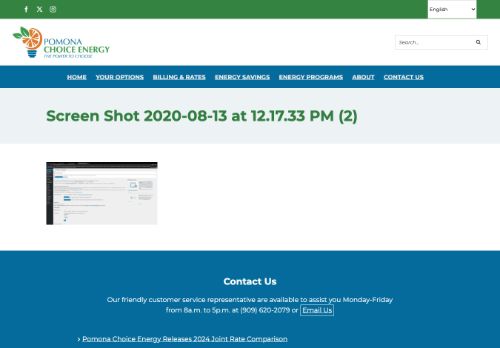 English
POMONA
CHOICE ENERGY
THE POWER TO CHOOSE
Search...
HOME YOUR OPTIONS BILLING & RATES ENERGY SAVINGS ENERGY PROGRAMS ABOUT CONTACT US
Screen Shot 2020-08-13 at 12.17.33 PM (2)
Contact Us
Our friendly customer service representative are available to assist you Monday-Friday
from 8a.m. to 5p.m. at (909) 620-2079 or Email Us
> Pomona Choice Energy Releases 2024 Joint Rate Comparison